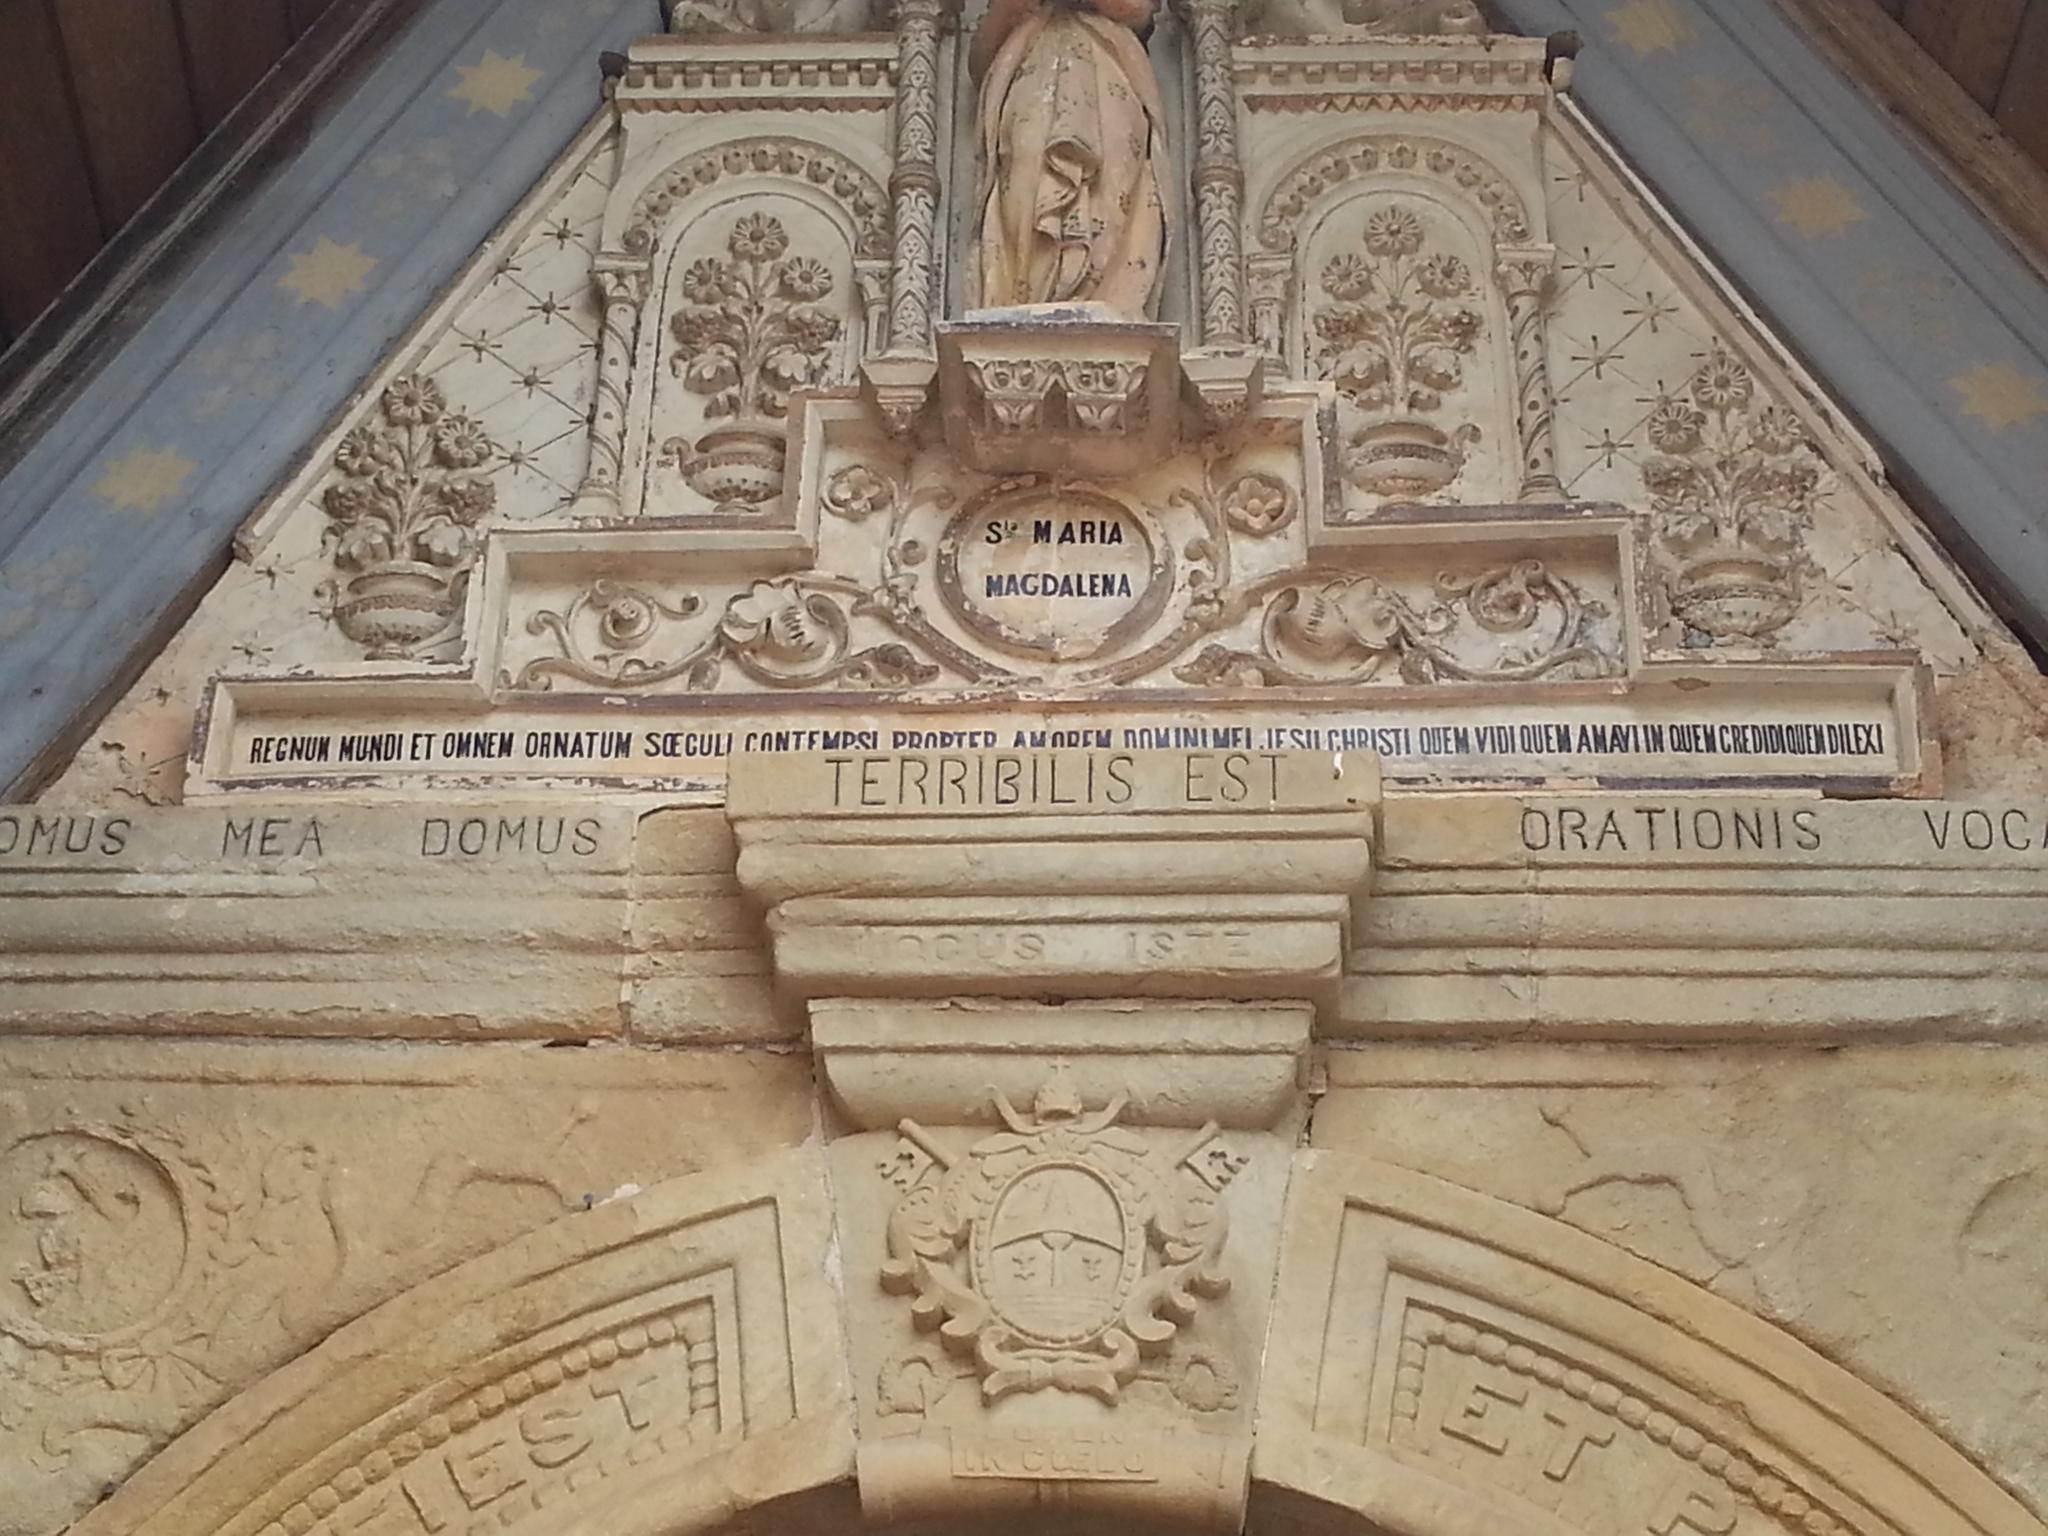 Sta MARIA
MAGDALENA
REGNUM MUNDI ET OMNEM ORNATUM SŒCULI CONTEMPSI PROPTER AMOREM DOMINI MEI JESU CHRISTI QUEM VIDI QUEM AMAVI IN QUEM CREDIDI QUEM DILEXI
TERRIBILIS EST
OMUS MEA DOMUS ORATIONIS VOCA
LOCUS ISTE
IN CŒLO
EST
ET P